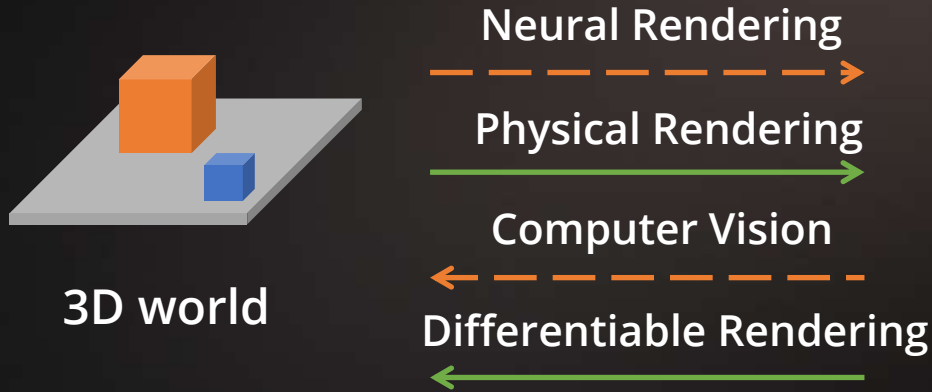 Neural Rendering
Physical Rendering
Computer Vision
3D world
Differentiable Rendering